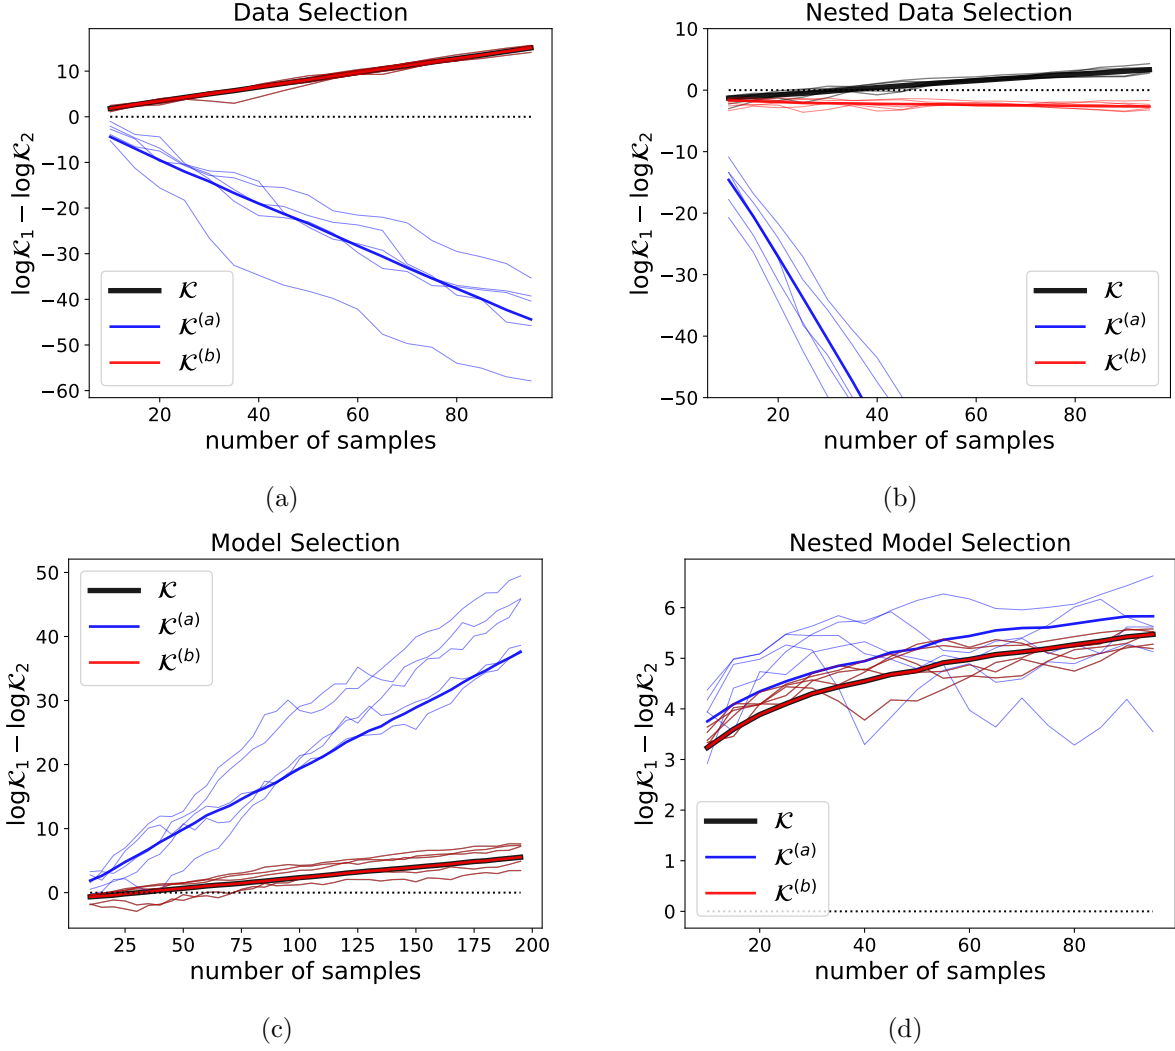 Data Selection
10
0
−10
−20
−30
−40
−50
−60
log𝒦₁ − log𝒦₂
𝒦
𝒦⁽ᵃ⁾
𝒦⁽ᵇ⁾
20 40 60 80
number of samples
(a)
Nested Data Selection
10
0
−10
−20
−30
−40
−50
log𝒦₁ − log𝒦₂
𝒦
𝒦⁽ᵃ⁾
𝒦⁽ᵇ⁾
20 40 60 80
number of samples
(b)
Model Selection
50
40
30
20
10
0
log𝒦₁ − log𝒦₂
𝒦
𝒦⁽ᵃ⁾
𝒦⁽ᵇ⁾
25 50 75 100 125 150 175 200
number of samples
(c)
Nested Model Selection
6
5
4
3
2
1
0
log𝒦₁ − log𝒦₂
𝒦
𝒦⁽ᵃ⁾
𝒦⁽ᵇ⁾
20 40 60 80
number of samples
(d)